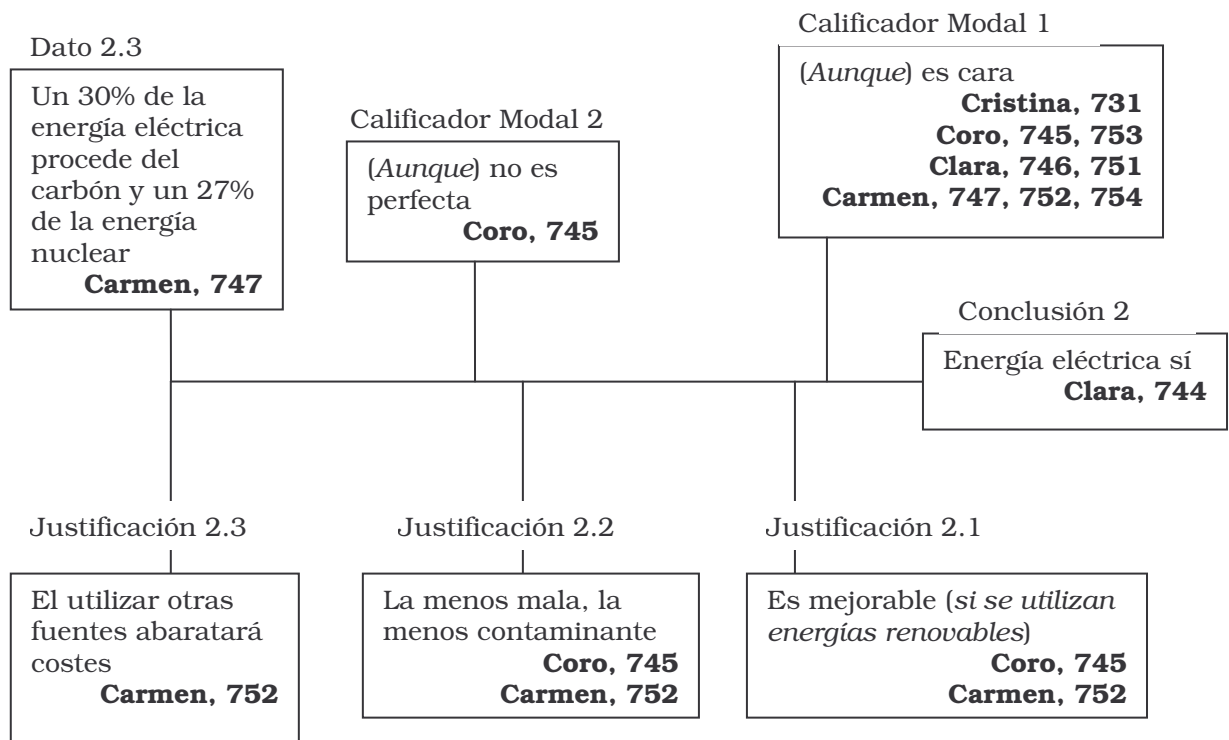 Dato 2.3
Un 30% de la
energía eléctrica
procede del
carbón y un 27%
de la energía
nuclear
Carmen, 747
Calificador Modal 2
(Aunque) no es
perfecta
Coro, 745
Calificador Modal 1
(Aunque) es cara
Cristina, 731
Coro, 745, 753
Clara, 746, 751
Carmen, 747, 752, 754
Conclusión 2
Energía eléctrica sí
Clara, 744
Justificación 2.3
El utilizar otras
fuentes abaratará
costes
Carmen, 752
Justificación 2.2
La menos mala, la
menos contaminante
Coro, 745
Carmen, 752
Justificación 2.1
Es mejorable (si se utilizan
energías renovables)
Coro, 745
Carmen, 752